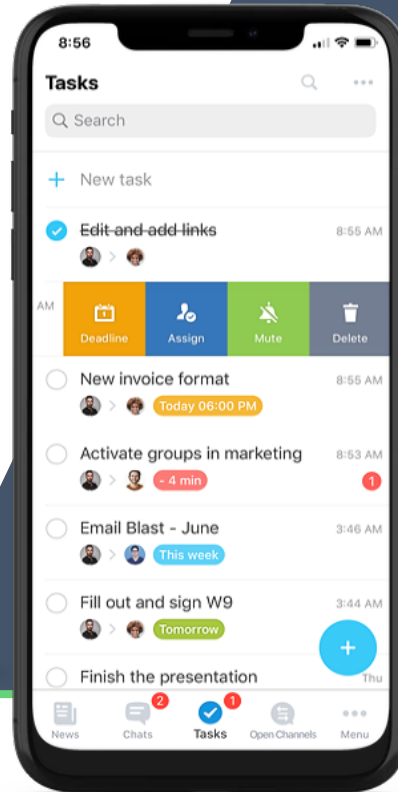 8:56
Tasks
Search
New task
Edit and add links 8:55 AM
AM
Deadline Assign Mute Delete
New invoice format 8:55 AM
Today 06:00 PM
Activate groups in marketing 8:53 AM
- 4 min 1
Email Blast - June 3:46 AM
This week
Fill out and sign W9 3:44 AM
Tomorrow
Finish the presentation Thu
2 1
News Chats Tasks Open Channels Menu